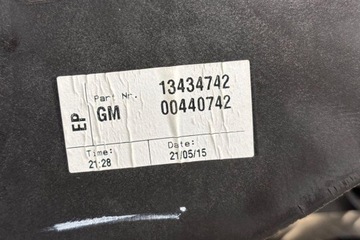 EP
Part Nr. 13434742
GM 00440742
Time: Date:
21:28 21/05/15